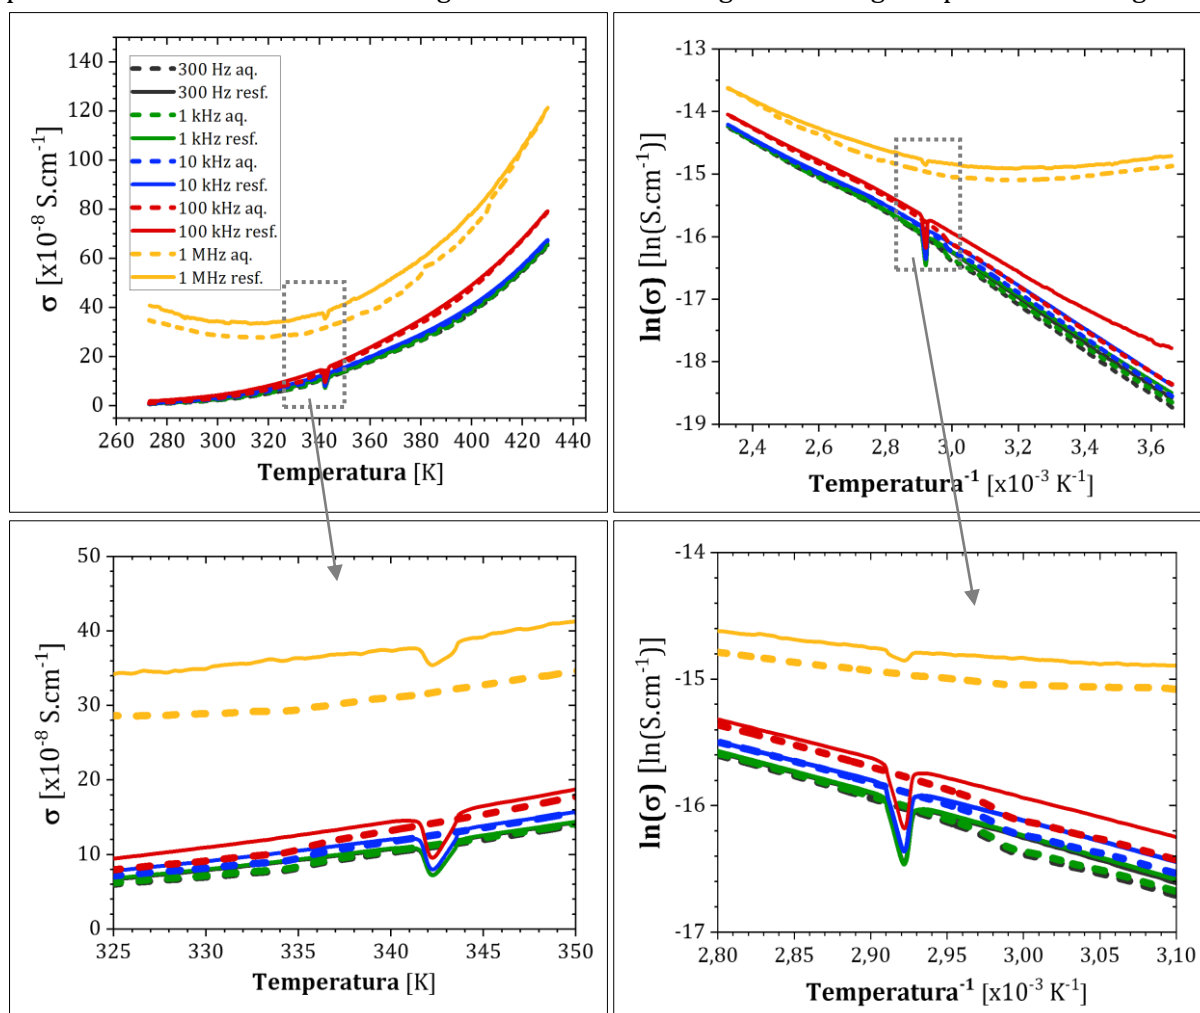 140
120
100
80
60
40
20
0
σ [x10⁻⁸ S.cm⁻¹]
300 Hz aq.
300 Hz resf.
1 kHz aq.
1 kHz resf.
10 kHz aq.
10 kHz resf.
100 kHz aq.
100 kHz resf.
1 MHz aq.
1 MHz resf.
260 280 300 320 340 360 380 400 420 440
Temperatura [K]
-13
-14
-15
-16
-17
-18
-19
ln(σ) [ln(S.cm⁻¹)]
2,4 2,6 2,8 3,0 3,2 3,4 3,6
Temperatura⁻¹ [x10⁻³ K⁻¹]
50
40
30
20
10
0
σ [x10⁻⁸ S.cm⁻¹]
325 330 335 340 345 350
Temperatura [K]
-14
-15
-16
-17
ln(σ) [ln(S.cm⁻¹)]
2,80 2,85 2,90 2,95 3,00 3,05 3,10
Temperatura⁻¹ [x10⁻³ K⁻¹]